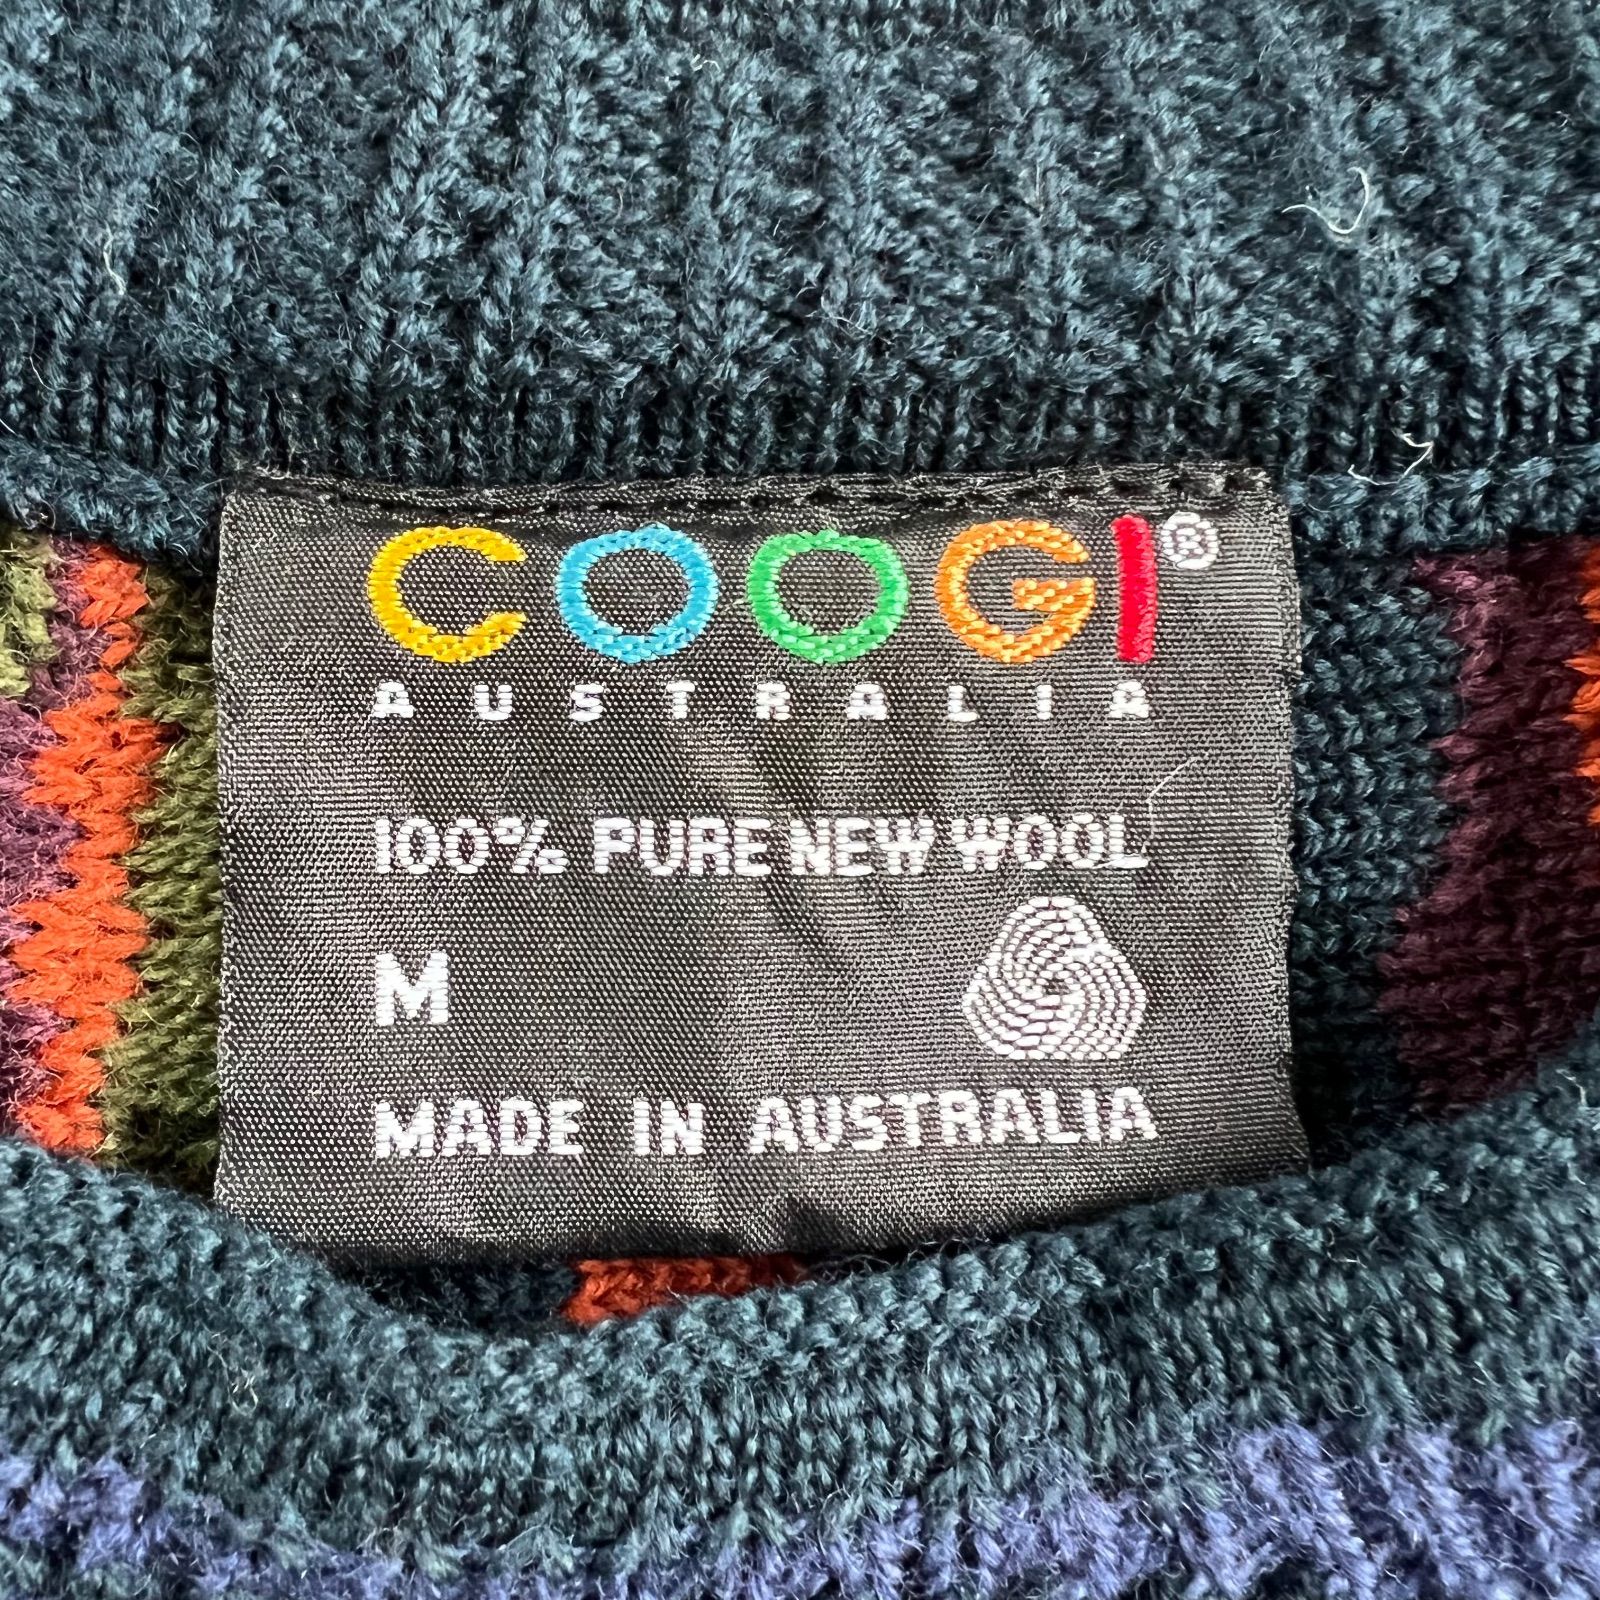 COOGI®
AUSTRALIA
100% PURE NEW WOOL
M
MADE IN AUSTRALIA